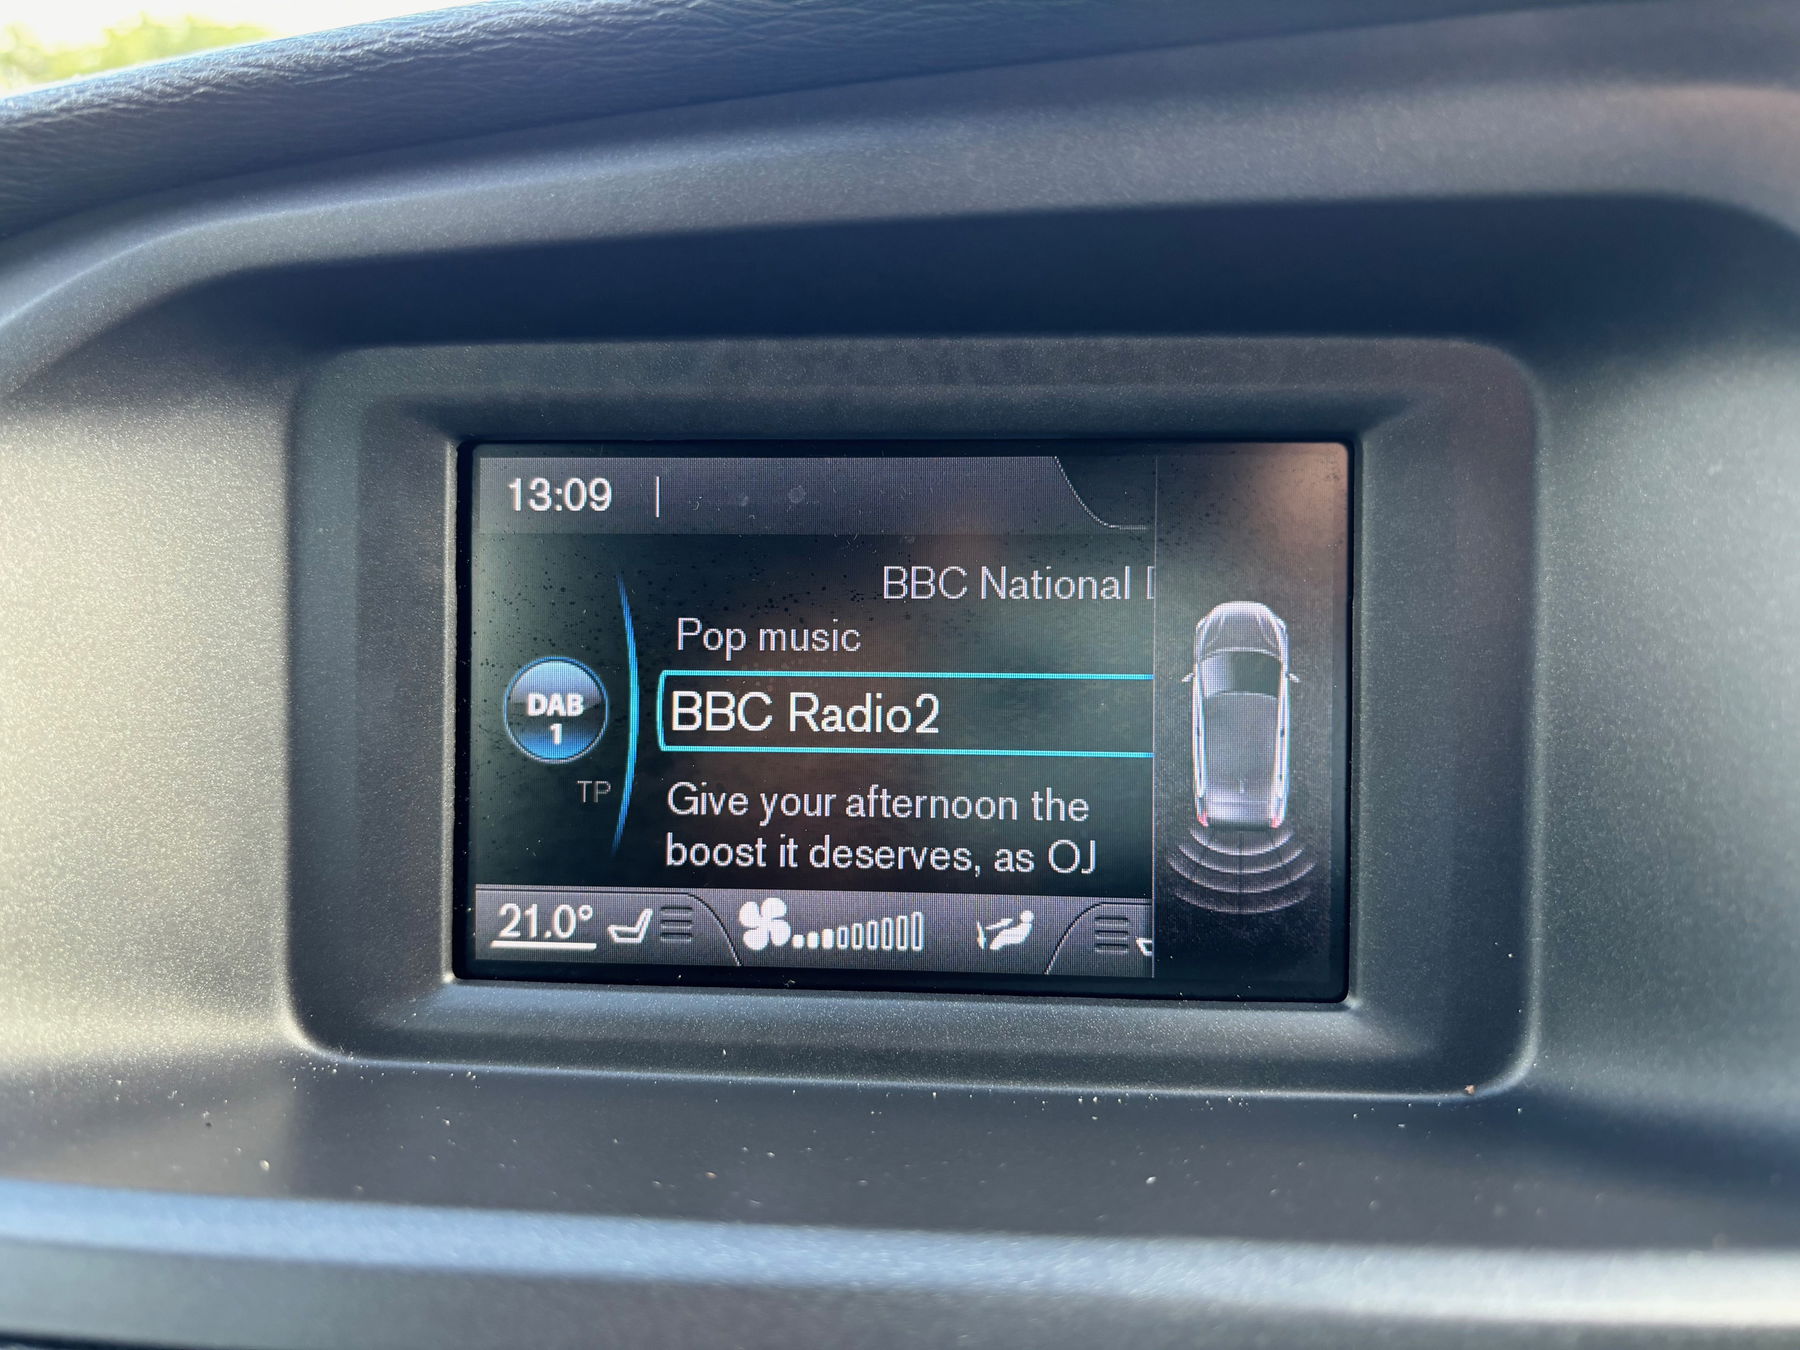 13:09
BBC National
Pop music
DAB
1
BBC Radio2
TP
Give your afternoon the
boost it deserves, as OJ
21.0°